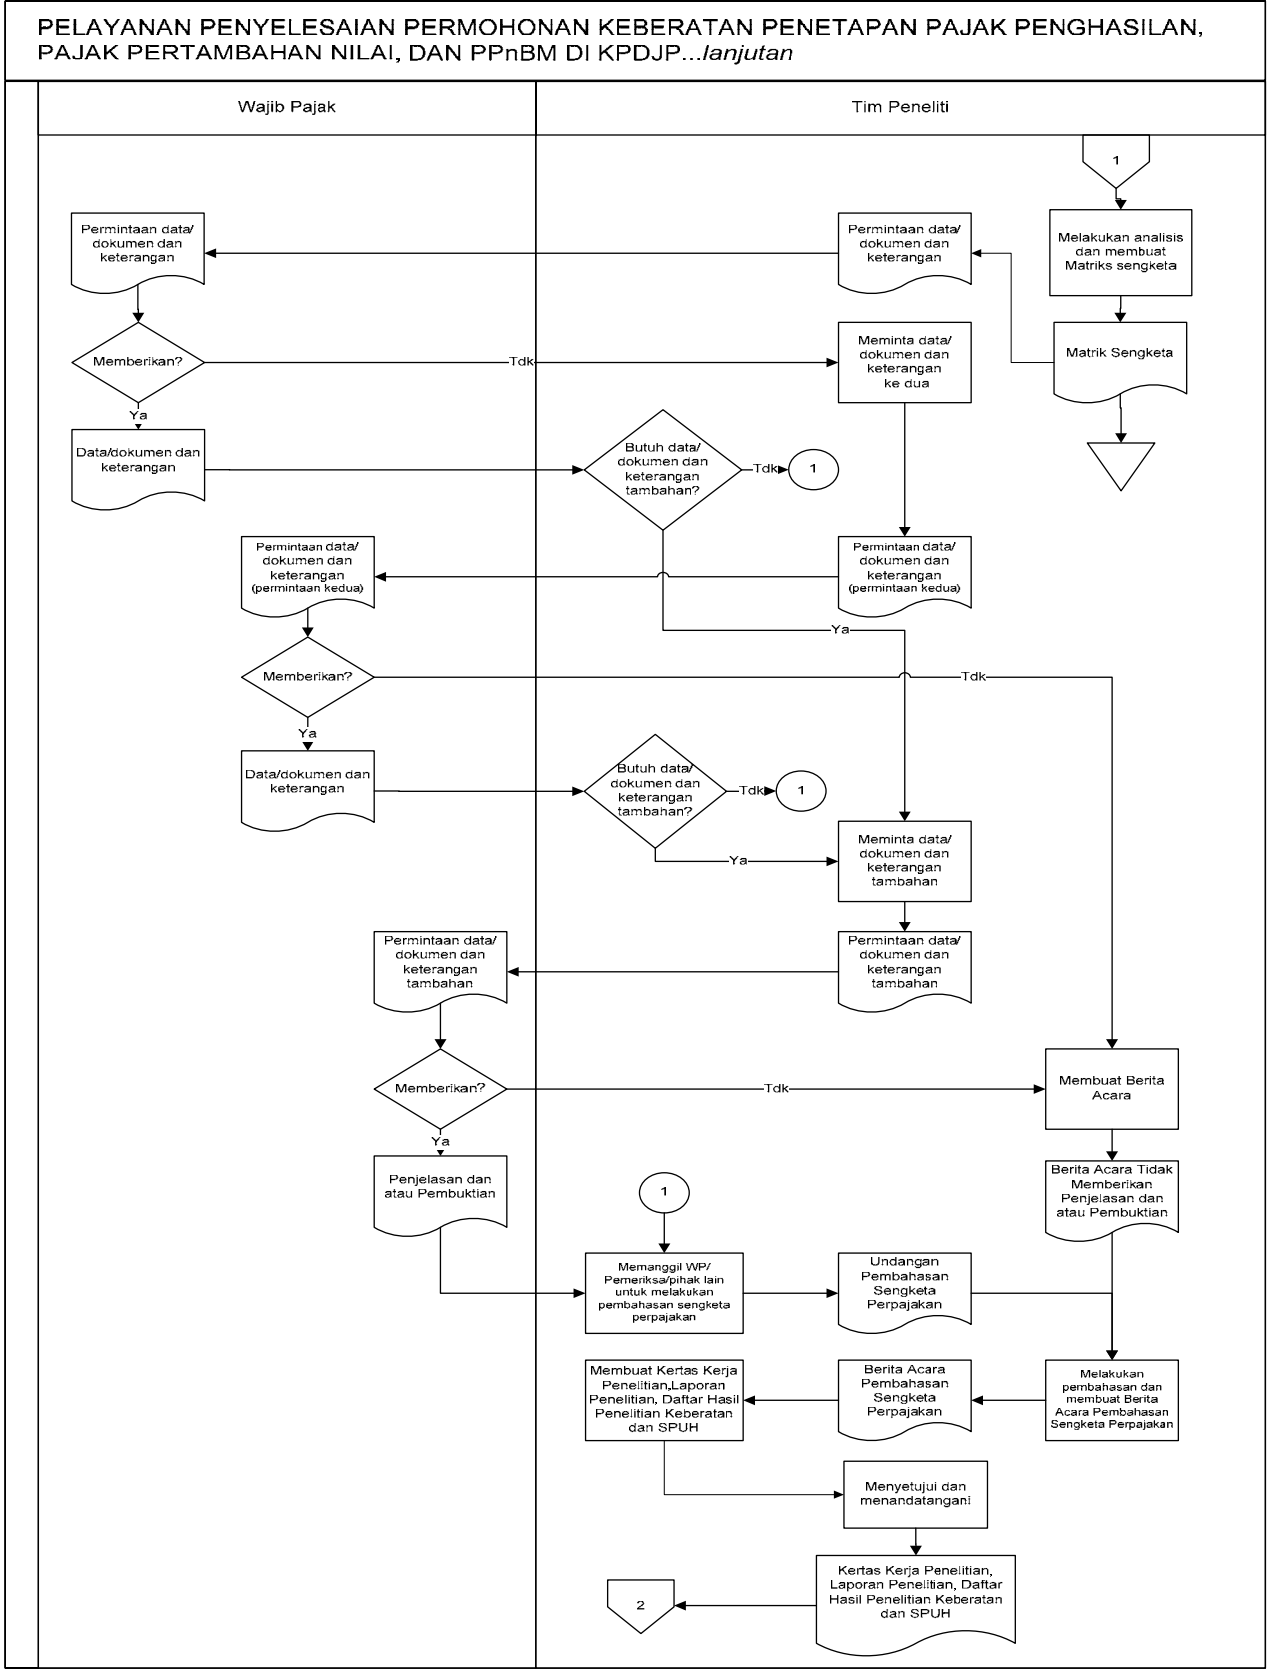 PELAYANAN PENYELESAIAN PERMOHONAN KEBERATAN PENETAPAN PAJAK PENGHASILAN,
PAJAK PERTAMBAHAN NILAI, DAN PPnBM DI KPDJP...lanjutan
Wajib Pajak
Tim Peneliti
1
Permintaan data/
dokumen dan
keterangan
Permintaan data/
dokumen dan
keterangan
Melakukan analisis
dan membuat
Matriks sengketa
Memberikan?
Tdk
Meminta data/
dokumen dan
keterangan
ke dua
Matrik Sengketa
Ya
Data/dokumen dan
keterangan
Butuh data/
dokumen dan
keterangan
tambahan?
Tdk
1
Permintaan data/
dokumen dan
keterangan
(permintaan kedua)
Permintaan data/
dokumen dan
keterangan
(permintaan kedua)
Ya
Memberikan?
Tdk
Ya
Data/dokumen dan
keterangan
Butuh data/
dokumen dan
keterangan
tambahan?
Tdk
1
Ya
Meminta data/
dokumen dan
keterangan
tambahan
Permintaan data/
dokumen dan
keterangan
tambahan
Permintaan data/
dokumen dan
keterangan
tambahan
Memberikan?
Tdk
Membuat Berita
Acara
Ya
Penjelasan dan
atau Pembuktian
1
Berita Acara Tidak
Memberikan
Penjelasan dan
atau Pembuktian
Memanggil WP/
Pemeriksa/pihak lain
untuk melakukan
pembahasan sengketa
perpajakan
Undangan
Pembahasan
Sengketa
Perpajakan
Membuat Kertas Kerja
Penelitian,Laporan
Penelitian, Daftar Hasil
Penelitian Keberatan
dan SPUH
Berita Acara
Pembahasan
Sengketa
Perpajakan
Melakukan
pembahasan dan
membuat Berita
Acara Pembahasan
Sengketa Perpajakan
Menyetujui dan
menandatangani
Kertas Kerja Penelitian,
Laporan Penelitian, Daftar
Hasil Penelitian Keberatan
dan SPUH
2